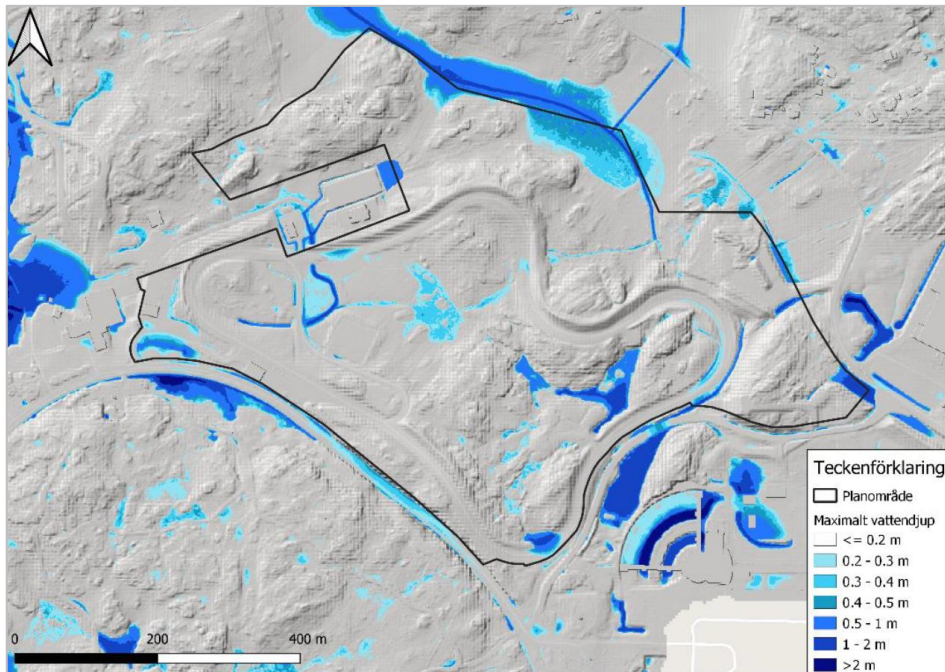 Teckenförklaring
Planområde
Maximalt vattendjup
<= 0.2 m
0.2 - 0.3 m
0.3 - 0.4 m
0.4 - 0.5 m
0.5 - 1 m
1 - 2 m
>2 m
0 200 400 m